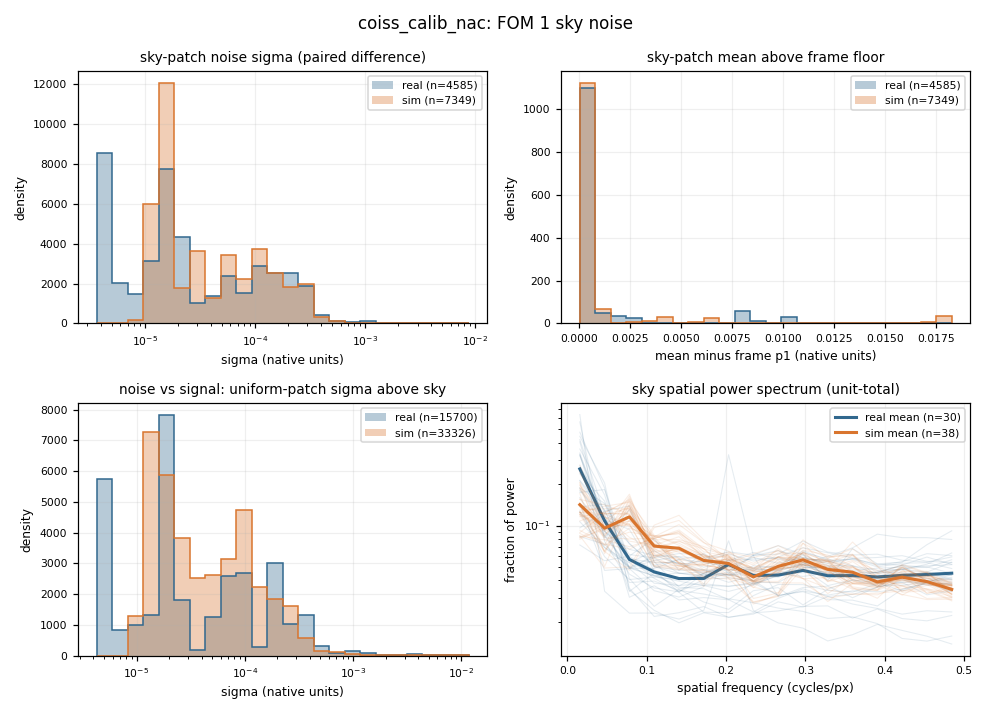 coiss_calib_nac: FOM 1 sky noise
sky-patch noise sigma (paired difference)
12000
10000
8000
6000
4000
2000
0
density
real (n=4585)
sim (n=7349)
10⁻⁵
10⁻⁴
10⁻³
10⁻²
sigma (native units)
sky-patch mean above frame floor
1000
800
600
400
200
0
density
real (n=4585)
sim (n=7349)
0.0000
0.0025
0.0050
0.0075
0.0100
0.0125
0.0150
0.0175
mean minus frame p1 (native units)
noise vs signal: uniform-patch sigma above sky
8000
7000
6000
5000
4000
3000
2000
1000
0
density
real (n=15700)
sim (n=33326)
10⁻⁵
10⁻⁴
10⁻³
10⁻²
sigma (native units)
sky spatial power spectrum (unit-total)
10⁻¹
fraction of power
real mean (n=30)
sim mean (n=38)
0.0
0.1
0.2
0.3
0.4
0.5
spatial frequency (cycles/px)